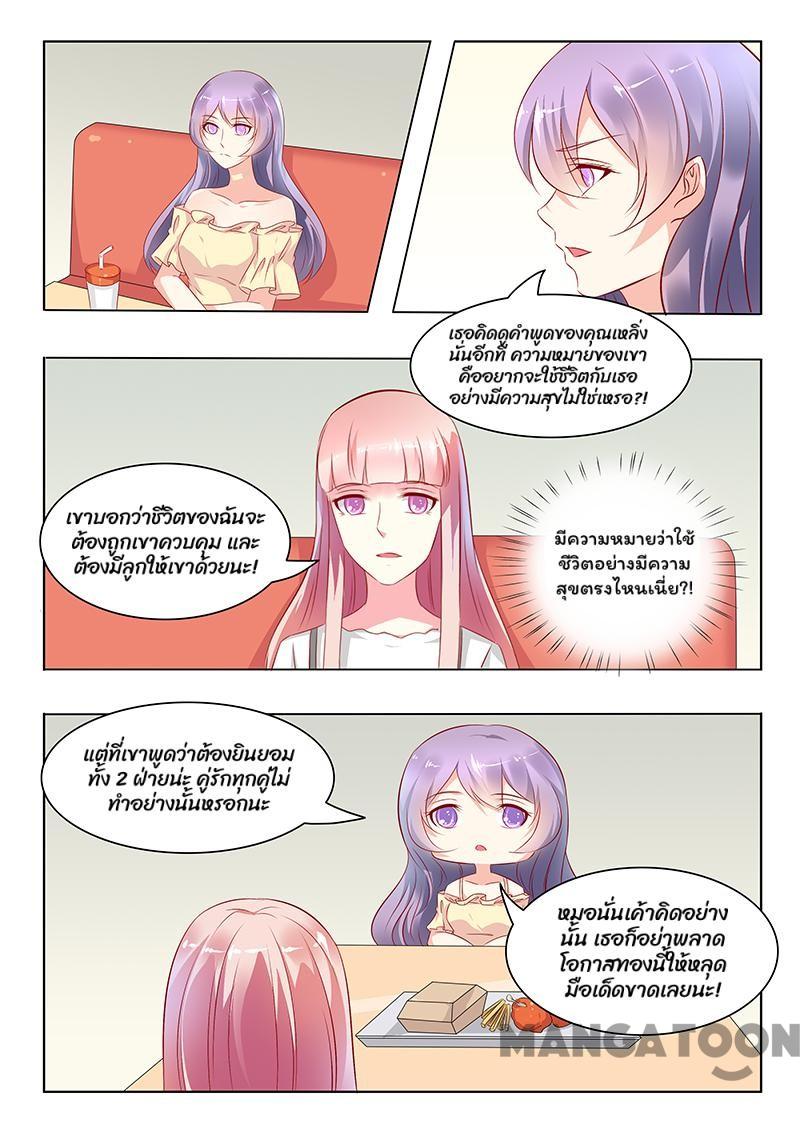 เธอคิดดูคำพูดของคุณเหลิ่ง
นั่นอีกที ความหมายของเขา
คืออยากจะใช้ชีวิตกับเธอ
อย่างมีความสุขไม่ใช่เหรอ?!
เขาบอกว่าชีวิตของฉันจะ
ต้องถูกเขาควบคุม และ
ต้องมีลูกให้เขาด้วยนะ!
มีความหมายว่าใช้
ชีวิตอย่างมีความ
สุขตรงไหนเนี่ย?!
แต่ที่เขาพูดว่าต้องยินยอม
ทั้ง 2 ฝ่ายน่ะ คู่รักทุกคู่ไม่
ทำอย่างนั้นหรอกนะ
หมอนั่นเค้าคิดอย่าง
นั้น เธอก็อย่าพลาด
โอกาสทองนี้ให้หลุด
มือเด็ดขาดเลยนะ!
MANGATOON